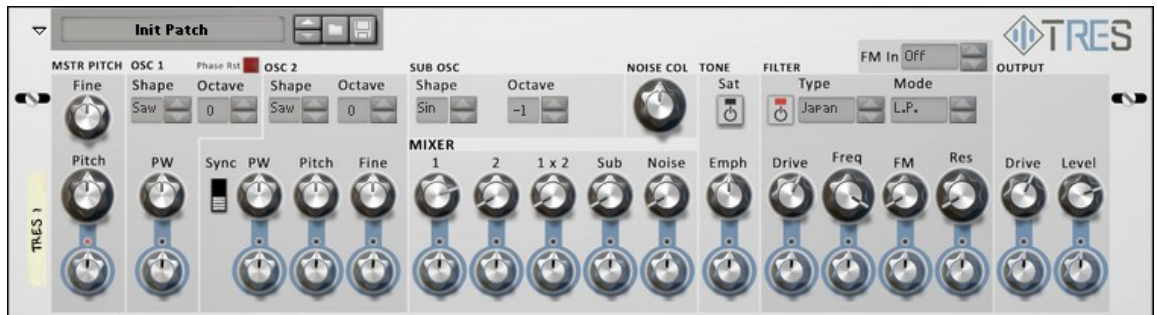 Init Patch
TRES
FM In Off
MSTR PITCH OSC 1 Phase Rst OSC 2 SUB OSC NOISE COL TONE FILTER OUTPUT
Fine Shape Octave Shape Octave Shape Octave Sat Type Mode
Saw 0 Saw 0 Sin -1 Japan L.P.
MIXER
Pitch PW Sync PW Pitch Fine 1 2 1 x 2 Sub Noise Emph Drive Freq FM Res Drive Level
TRES 1